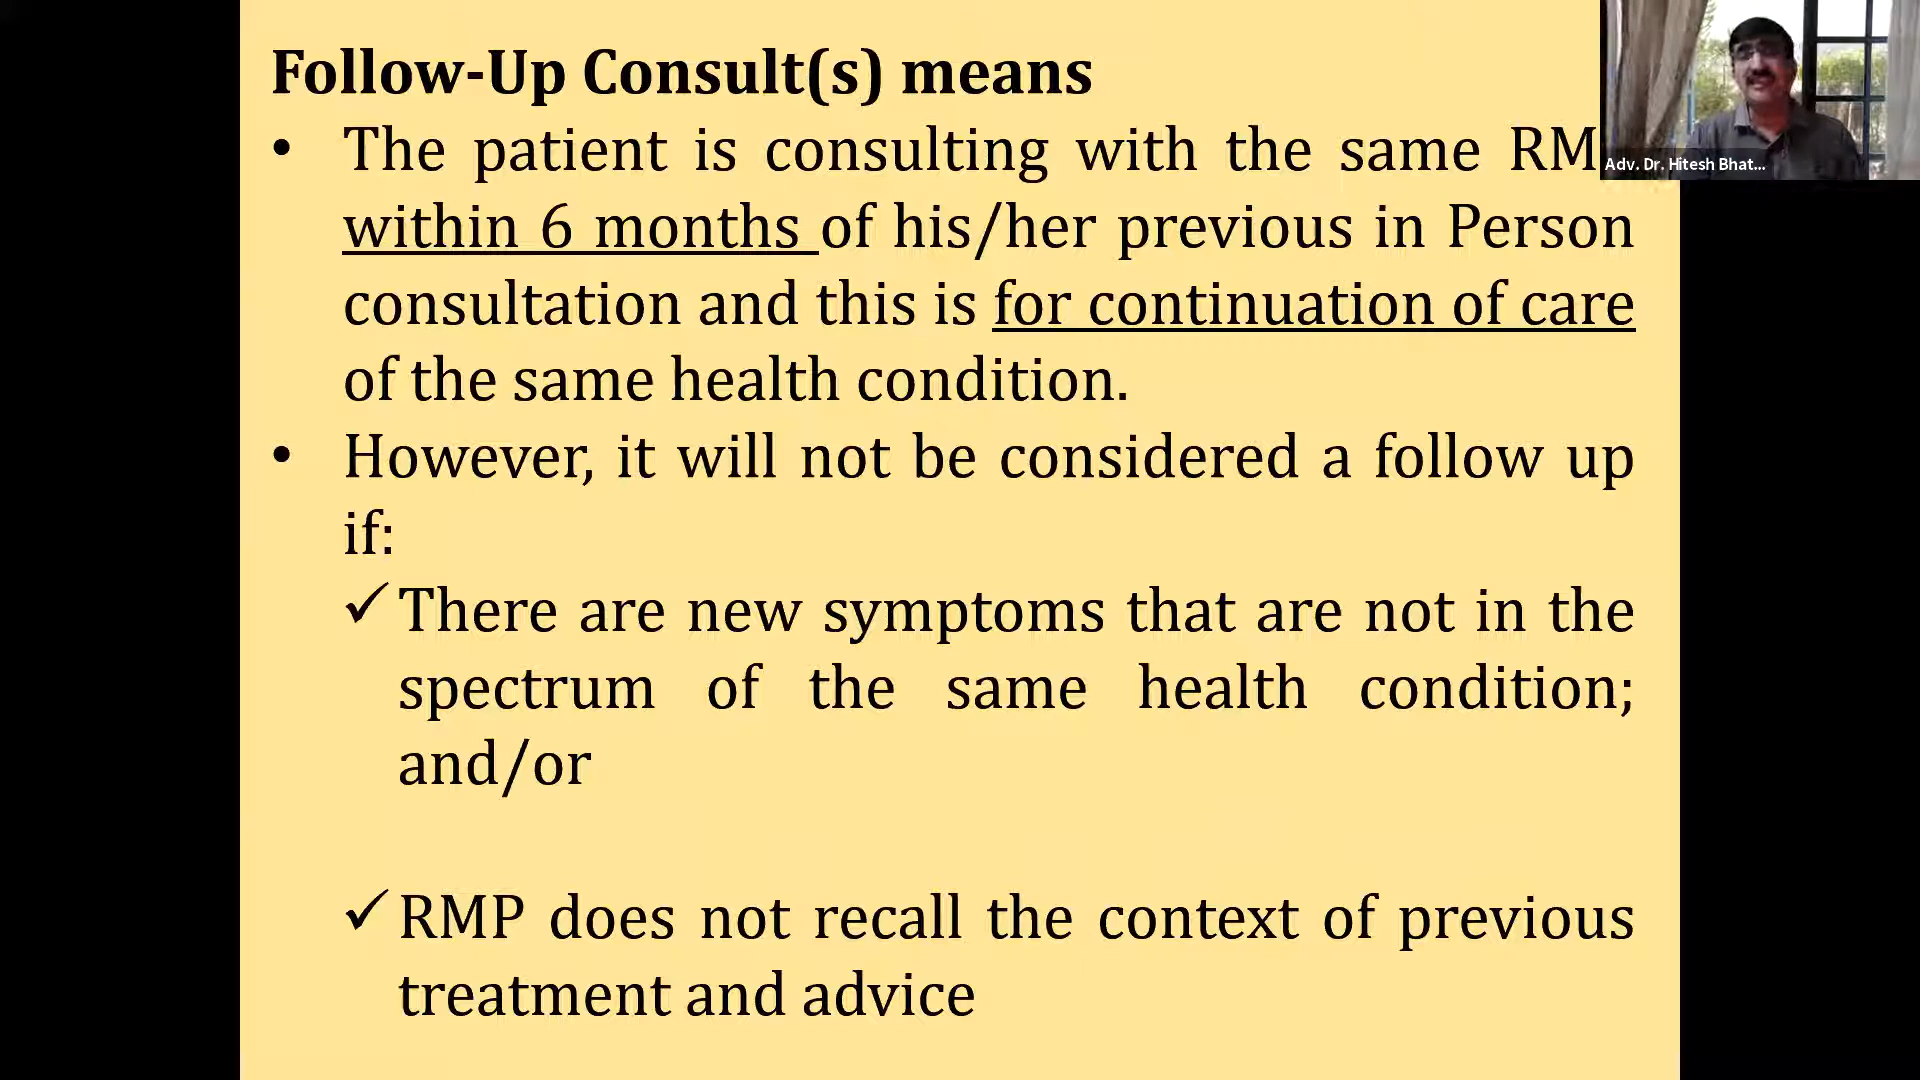 Follow-Up Consult(s) means
• The patient is consulting with the same RM
within 6 months of his/her previous in Person
consultation and this is for continuation of care
of the same health condition.
• However, it will not be considered a follow up
if:
✓ There are new symptoms that are not in the
spectrum of the same health condition;
and/or
✓ RMP does not recall the context of previous
treatment and advice
Adv. Dr. Hitesh Bhat...